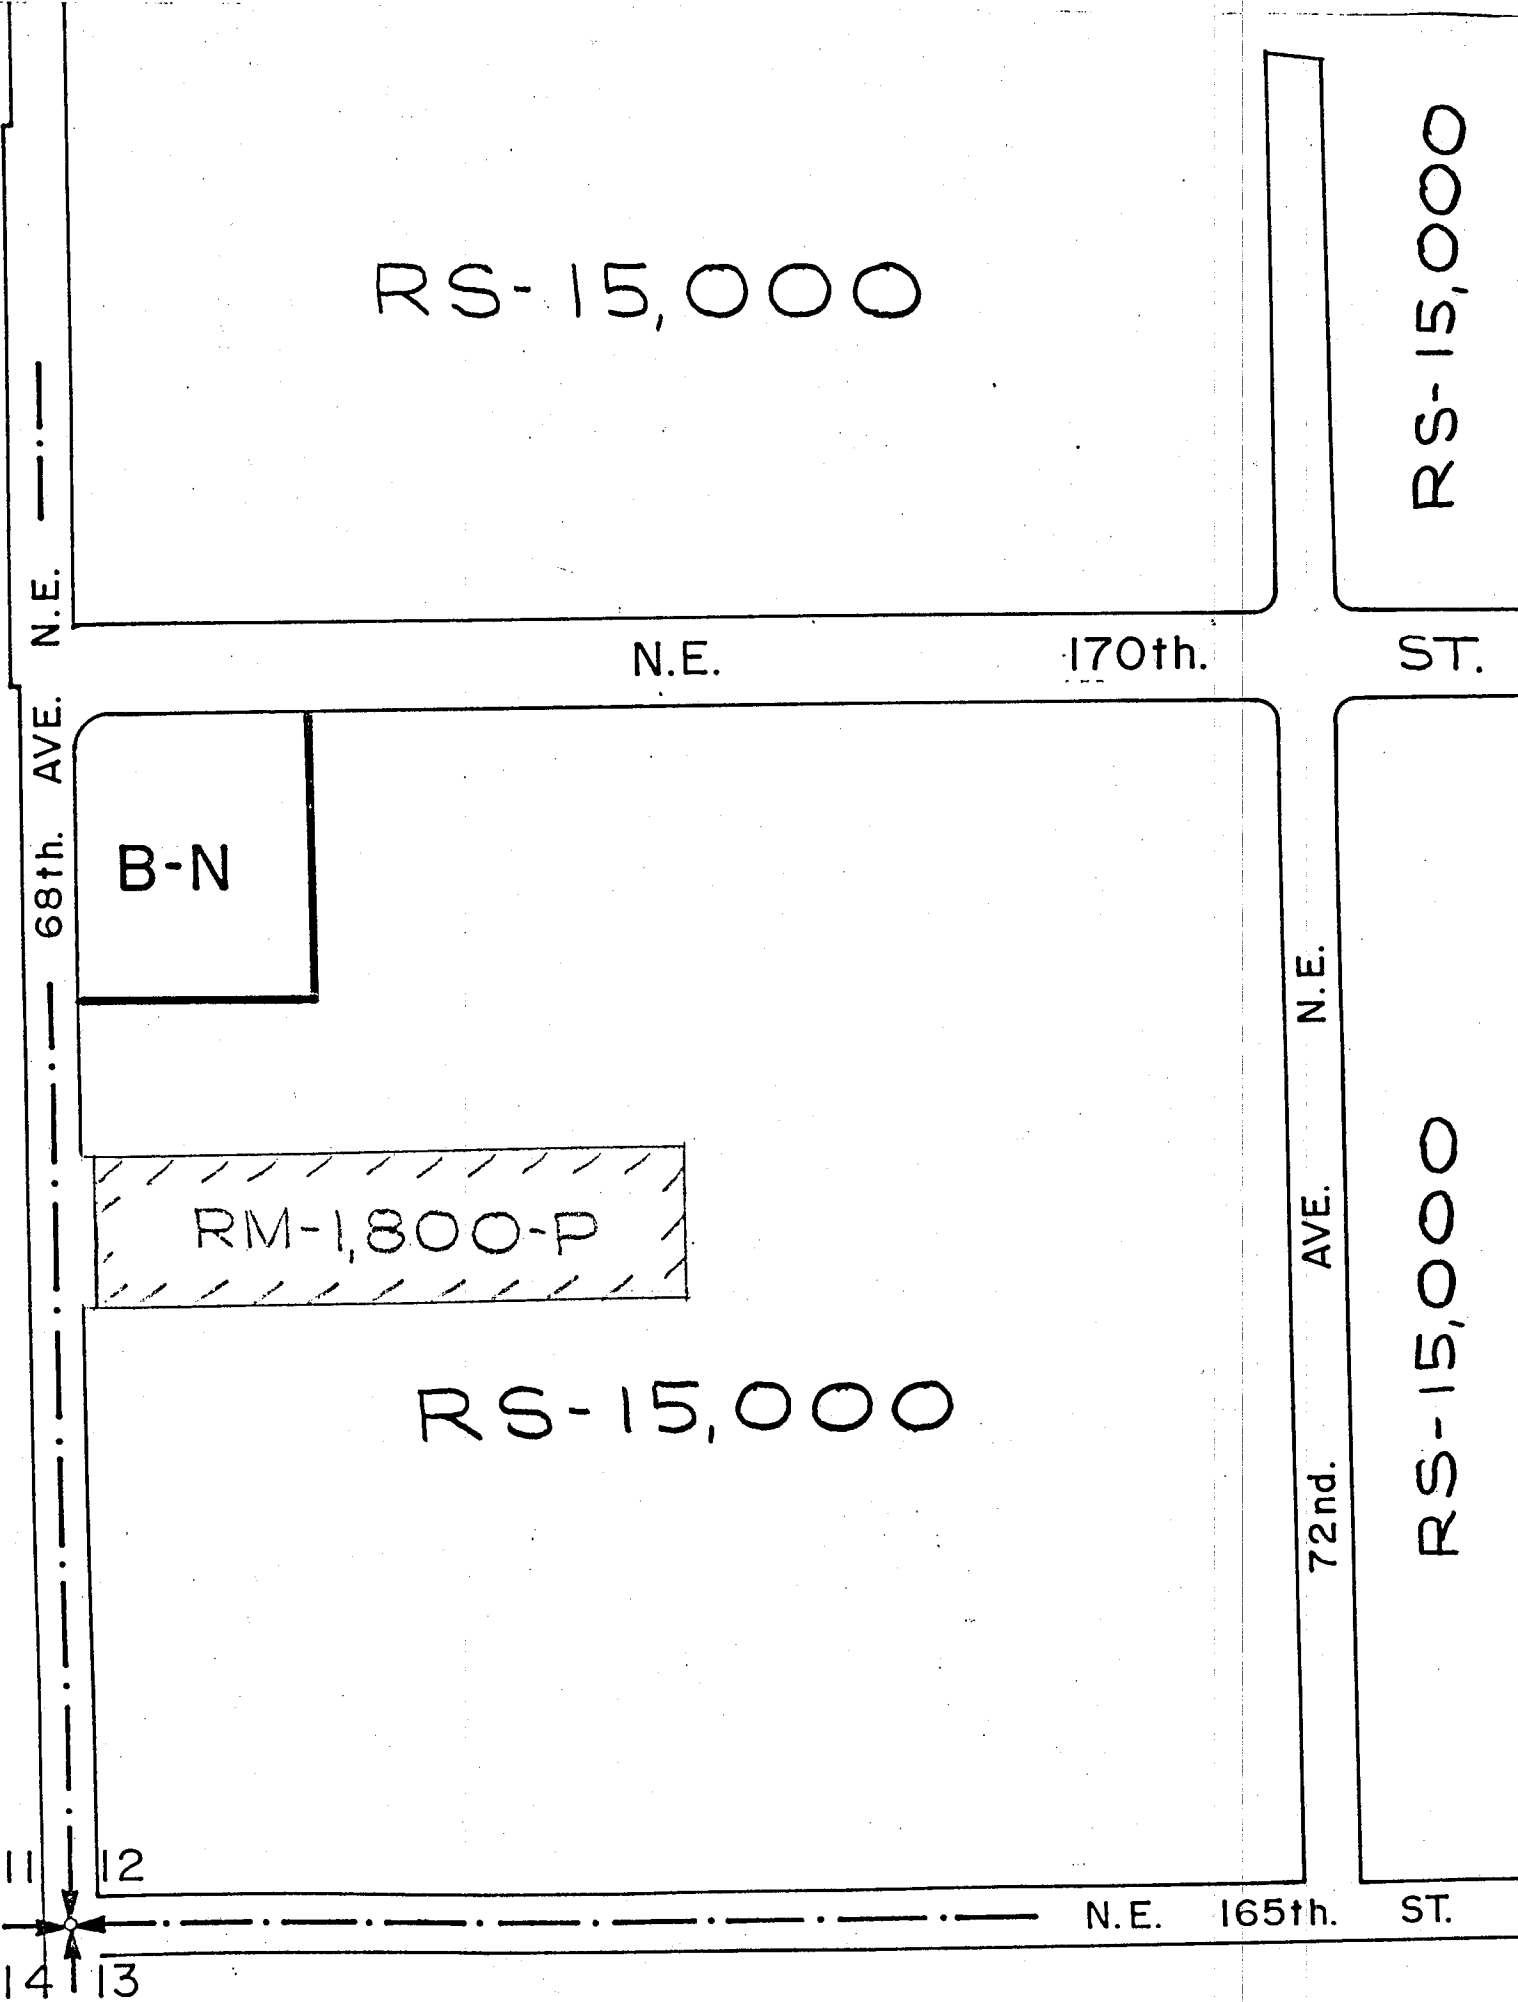 RS-15,000
RS-15,000
N.E. 170th. ST.
68th. AVE. N.E.
B-N
RM-1,800-P
RS-15,000
72nd. AVE. N.E.
RS-15,000
11 12
N.E. 165th. ST.
14 13